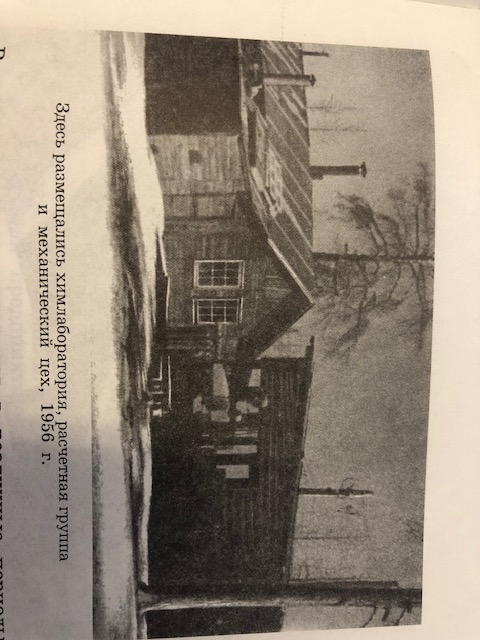 Здесь размещались химлаборатория, расчетная группа
и механический цех, 1956 г.